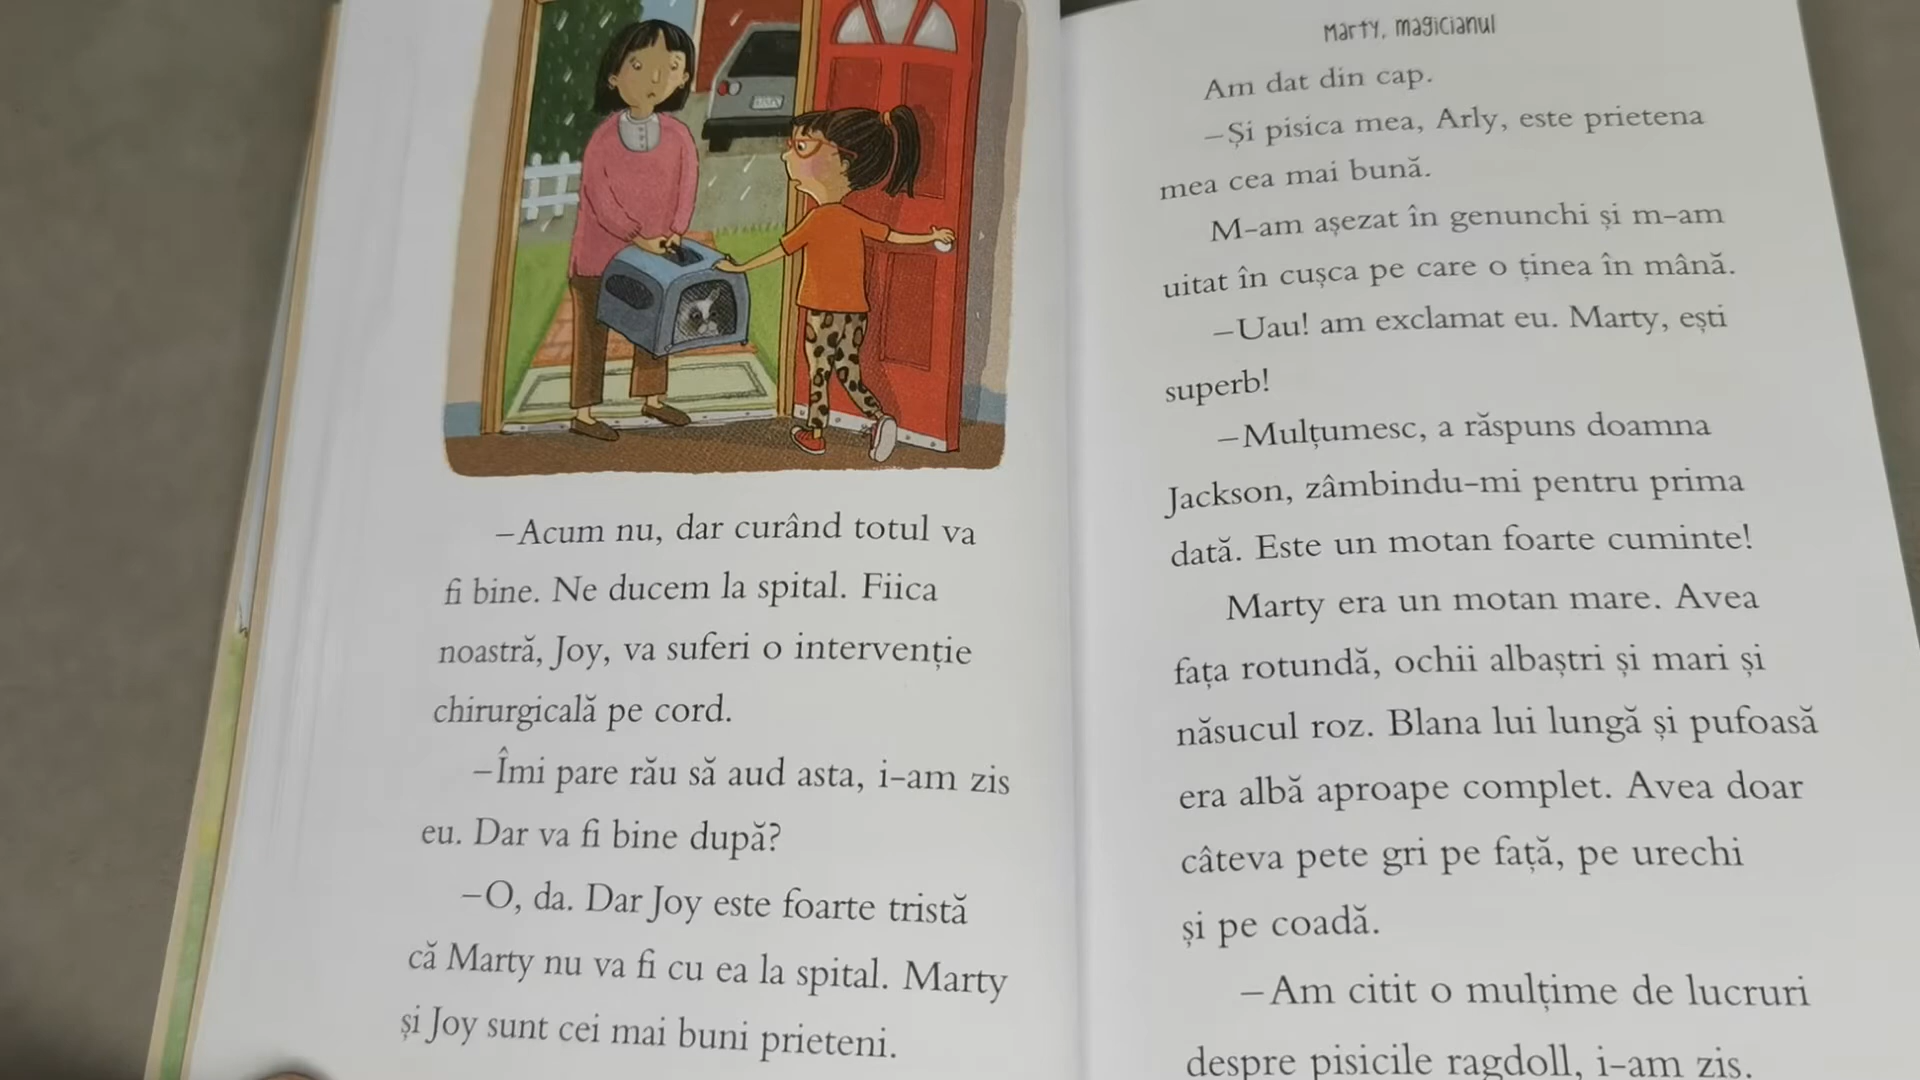 –Acum nu, dar curând totul va
fi bine. Ne ducem la spital. Fiica
noastră, Joy, va suferi o intervenție
chirurgicală pe cord.
–Îmi pare rău să aud asta, i-am zis
eu. Dar va fi bine după?
–O, da. Dar Joy este foarte tristă
că Marty nu va fi cu ea la spital. Marty
și Joy sunt cei mai buni prieteni.
Marty, magicianul
Am dat din cap.
–Și pisica mea, Arly, este prietena
mea cea mai bună.
M-am așezat în genunchi și m-am
uitat în cușca pe care o ținea în mână.
–Uau! am exclamat eu. Marty, ești
superb!
–Mulțumesc, a răspuns doamna
Jackson, zâmbindu-mi pentru prima
dată. Este un motan foarte cuminte!
Marty era un motan mare. Avea
fața rotundă, ochii albaștri și mari și
năsucul roz. Blana lui lungă și pufoasă
era albă aproape complet. Avea doar
câteva pete gri pe față, pe urechi
și pe coadă.
–Am citit o mulțime de lucruri
despre pisicile ragdoll, i-am zis.